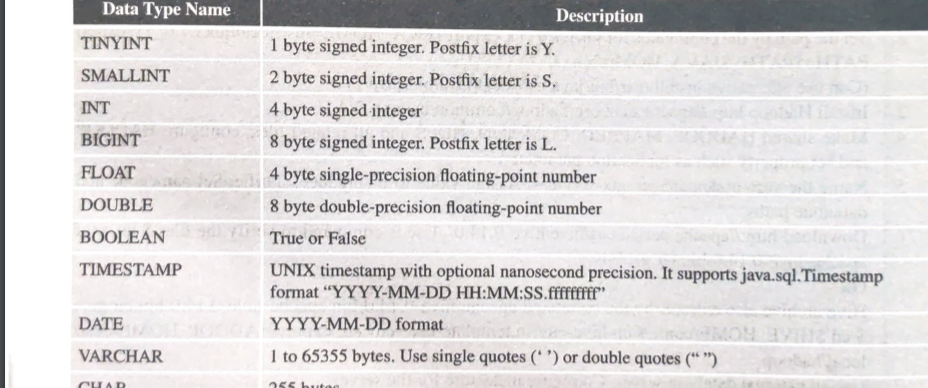 Data Type Name Description
TINYINT 1 byte signed integer. Postfix letter is Y.
SMALLINT 2 byte signed integer. Postfix letter is S.
INT 4 byte signed integer
BIGINT 8 byte signed integer. Postfix letter is L.
FLOAT 4 byte single-precision floating-point number
DOUBLE 8 byte double-precision floating-point number
BOOLEAN True or False
TIMESTAMP UNIX timestamp with optional nanosecond precision. It supports java.sql.Timestamp
format “YYYY-MM-DD HH:MM:SS.fffffffff”
DATE YYYY-MM-DD format
VARCHAR 1 to 65355 bytes. Use single quotes (‘ ’) or double quotes (“ ”)
CHAR 255 bytes